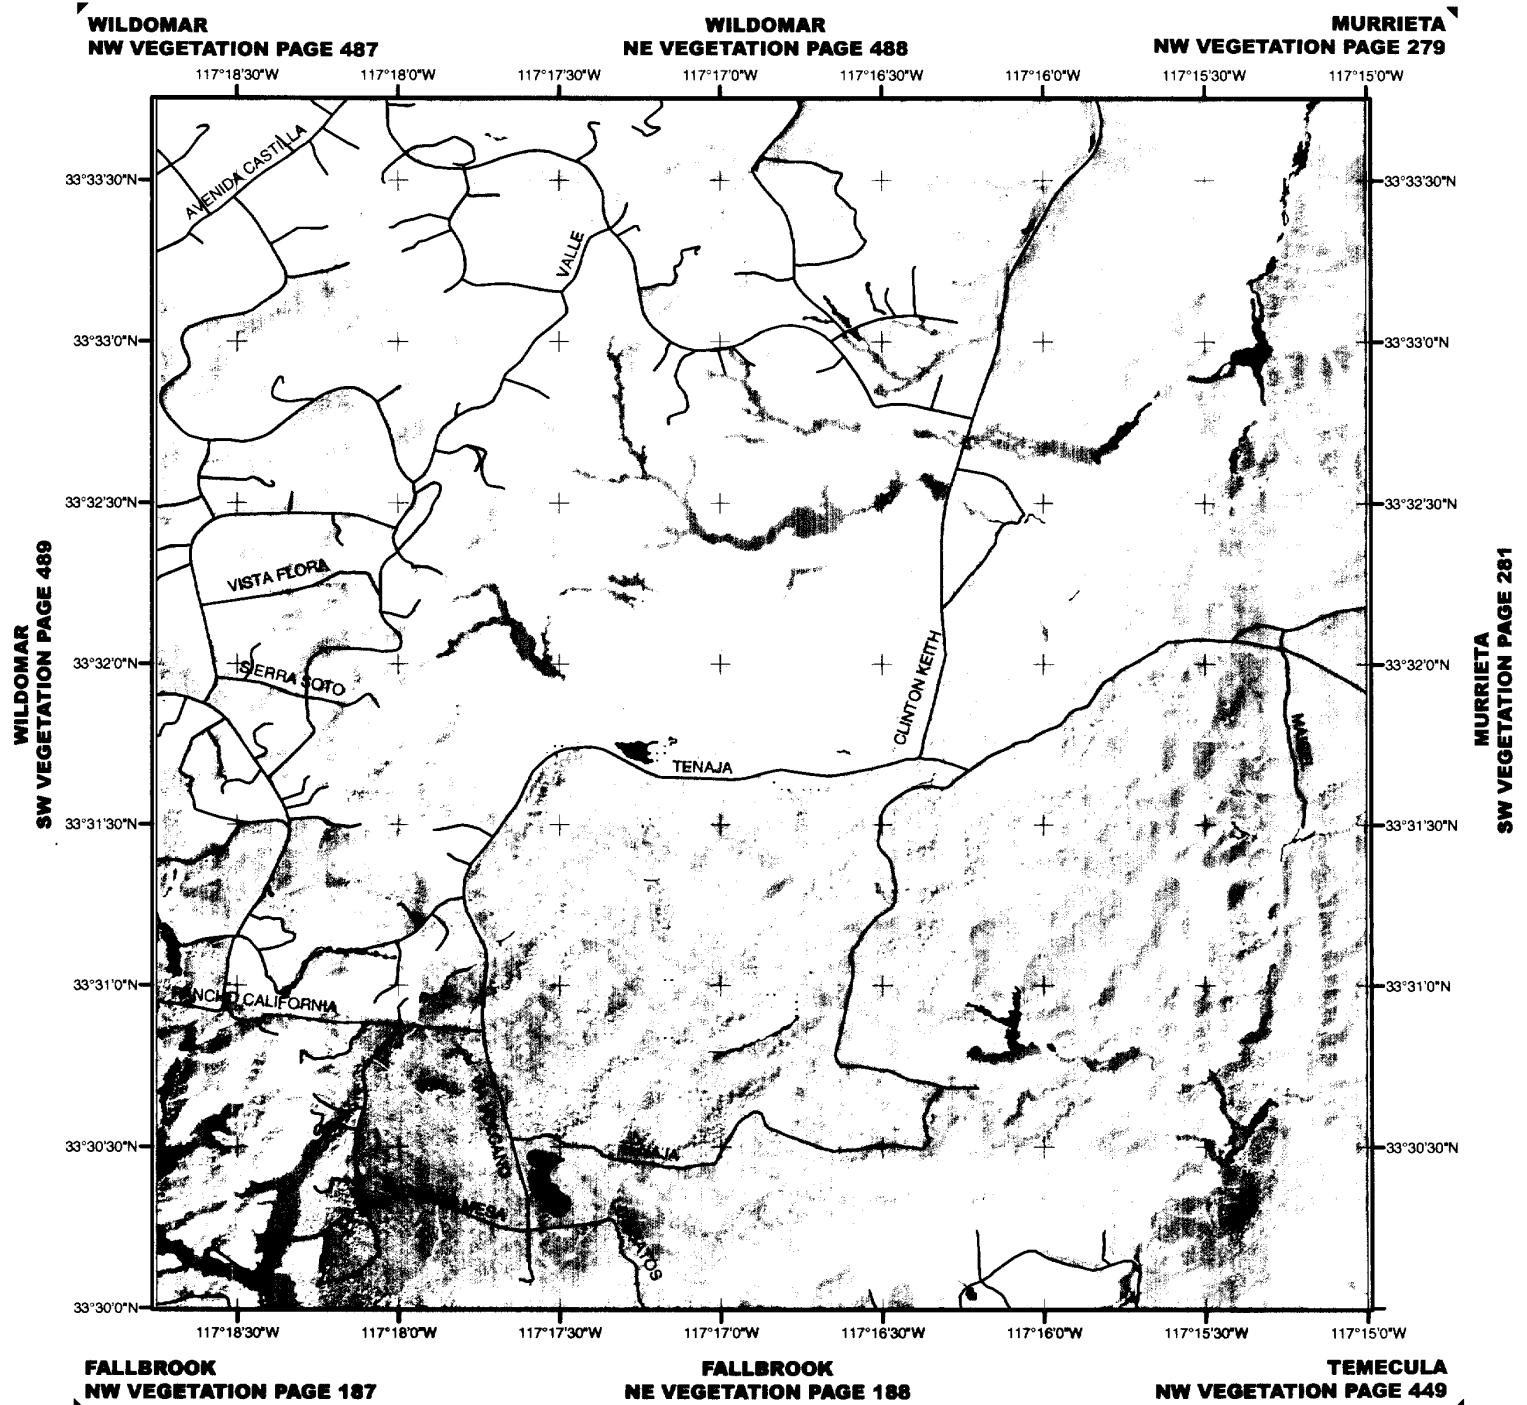 WILDOMAR
NW VEGETATION PAGE 487
WILDOMAR
NE VEGETATION PAGE 488
MURRIETA
NW VEGETATION PAGE 279
117°18'30"W 117°18'0"W 117°17'30"W 117°17'0"W 117°16'30"W 117°16'0"W 117°15'30"W 117°15'0"W
AVENIDA CASTILLA
33°33'30"N
33°33'30"N
VALLE
33°33'0"N
33°33'0"N
33°32'30"N
33°32'30"N
VISTA FLORA
WILDOMAR
SW VEGETATION PAGE 489
MURRIETA
SW VEGETATION PAGE 281
33°32'0"N
33°32'0"N
SIERRA SOTO
CLINTON KEITH
TENAJA
33°31'30"N
33°31'30"N
33°31'0"N
33°31'0"N
RANCHO CALIFORNIA
33°30'30"N
33°30'30"N
TENAJA
MESA
33°30'0"N
33°30'0"N
117°18'30"W 117°18'0"W 117°17'30"W 117°17'0"W 117°16'30"W 117°16'0"W 117°15'30"W 117°15'0"W
FALLBROOK
NW VEGETATION PAGE 187
FALLBROOK
NE VEGETATION PAGE 188
TEMECULA
NW VEGETATION PAGE 449